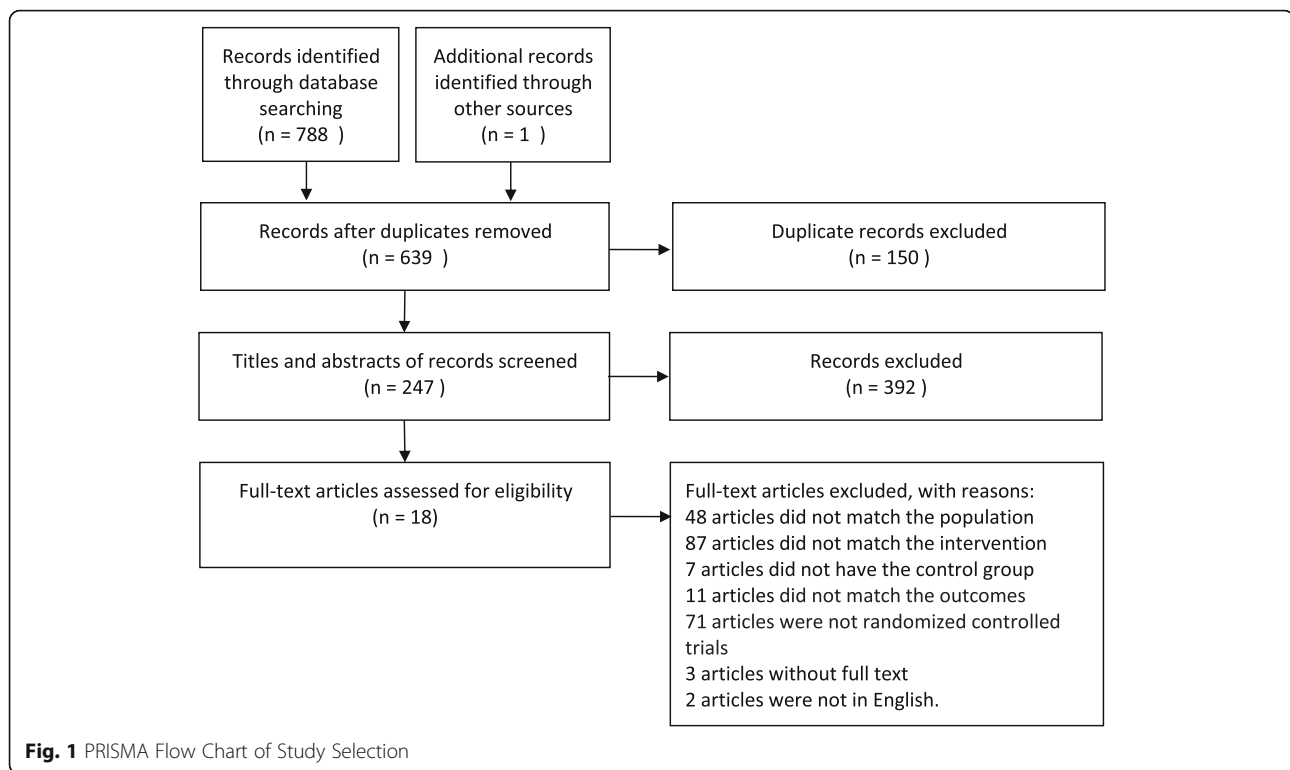 Records identified
through database
searching
(n = 788 )
Additional records
identified through
other sources
(n = 1 )
Records after duplicates removed
(n = 639 )
Duplicate records excluded
(n = 150 )
Titles and abstracts of records screened
(n = 247 )
Records excluded
(n = 392 )
Full-text articles assessed for eligibility
(n = 18)
Full-text articles excluded, with reasons:
48 articles did not match the population
87 articles did not match the intervention
7 articles did not have the control group
11 articles did not match the outcomes
71 articles were not randomized controlled
trials
3 articles without full text
2 articles were not in English.
Fig. 1 PRISMA Flow Chart of Study Selection